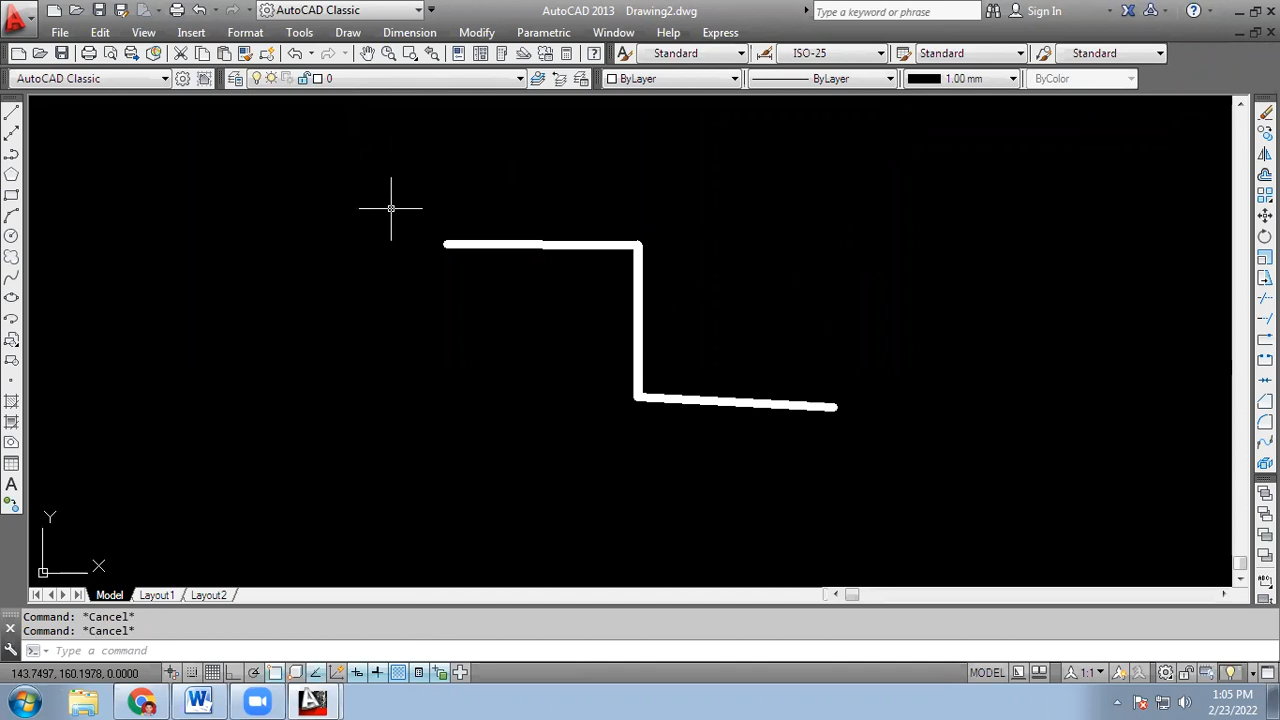 AutoCAD Classic
AutoCAD 2013 Drawing2.dwg
Type a keyword or phrase
Sign In
File Edit View Insert Format Tools Draw Dimension Modify Parametric Window Help Express
Standard ISO-25 Standard Standard
AutoCAD Classic 0 ByLayer ByLayer 1.00 mm ByColor
Y
X
Model Layout1 Layout2
Command: *Cancel*
Command: *Cancel*
Type a command
143.7497, 160.1978, 0.0000 MODEL 1:1
1:05 PM
2/23/2022